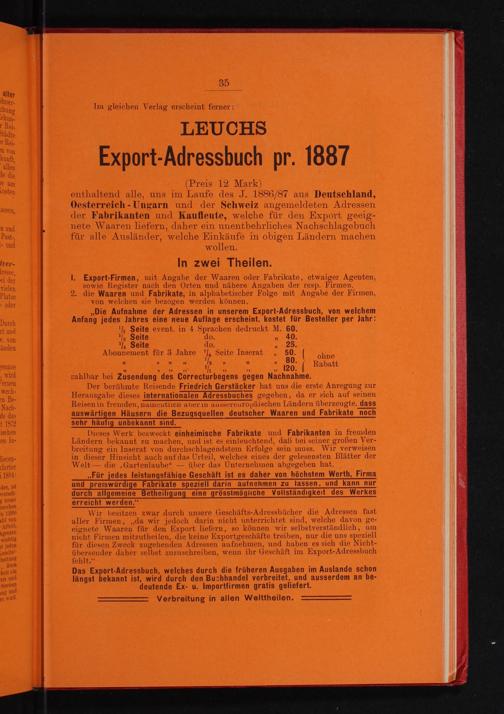 35
Im gleichen Verlag erscheint ferner:
LEUCHS
Export-Adressbuch pr. 1887
(Preis 12 Mark)
enthaltend alle, uns im Laufe des J. 1886/87 aus Deutschland,
Oesterreich-Ungarn und der Schweiz angemeldeten Adressen
der Fabrikanten und Kaufleute, welche für den Export geeig-
nete Waaren liefern, daher ein unentbehrliches Nachschlagebuch
für alle Ausländer, welche Einkäufe in obigen Ländern machen
wollen.
In zwei Theilen.
1. Export-Firmen, mit Angabe der Waaren oder Fabrikate, etwaiger Agenten,
sowie Register nach den Orten und nähere Angaben der resp. Firmen.
2. die Waaren und Fabrikate, in alphabetischer Folge mit Angabe der Firmen,
von welchen sie bezogen werden können.
„Die Aufnahme der Adressen in unserem Export-Adressbuch, von welchem
Anfang jedes Jahres eine neue Auflage erscheint, kostet für Besteller per Jahr:
Seite event. in 4 Sprachen gedruckt M. 60.
Seite do. „ 40.
Seite do. „ 25.
Abonnement für 3 Jahre Seite Inserat „ 50.
„ „ „ „ „ „ 80. ohne
„ „ „ „ „ „ 120. Rabatt
zahlbar bei Zusendung des Correcturbogens gegen Nachnahme.
Der berühmte Reisende Friedrich Gerstäcker hat uns die erste Anregung zur
Herausgabe dieses internationalen Adressbuches gegeben, da er sich auf seinen
Reisen in fremden, namentlich aber in aussereuropäischen Ländern überzeugte, dass
auswärtigen Häusern die Bezugsquellen deutscher Waaren und Fabrikate noch
sehr häufig unbekannt sind.
Dieses Werk bezweckt einheimische Fabrikate und Fabrikanten in fremden
Ländern bekannt zu machen, und ist es einleuchtend, daß bei seiner großen Ver-
breitung ein Inserat von durchschlagendstem Erfolge sein muss. Wir verweisen
in dieser Hinsicht auch auf das Urteil, welches eines der gelesensten Blätter der
Welt — die „Gartenlaube“ — über das Unternehmen abgegeben hat.
„Für jedes leistungsfähige Geschäft ist es daher von höchstem Werth, Firma
und preiswürdige Fabrikate speziell darin aufnehmen zu lassen, und kann nur
durch allgemeine Betheiligung eine grösstmögliche Vollständigkeit des Werkes
erreicht werden.“
Wir besitzen zwar durch unsere Geschäfts-Adressbücher die Adressen fast
aller Firmen, „da wir jedoch darin nicht unterrichtet sind, welche davon ge-
eignete Waaren für den Export liefern, so können wir selbstverständlich, um
nicht Firmen mitzutheilen, die keine Exportgeschäfte treiben, nur die uns speziell
für diesen Zweck zugehenden Adressen aufnehmen, und haben es sich die Nicht-
übersender daher selbst zuzuschreiben, wenn ihr Geschäft im Export-Adressbuch
fehlt.“
Das Export-Adressbuch, welches durch die früheren Ausgaben im Auslande schon
längst bekannt ist, wird durch den Buchhandel verbreitet, und ausserdem an be-
deutende Ex- u. Importfirmen gratis geliefert.
Verbreitung in allen Welttheilen.